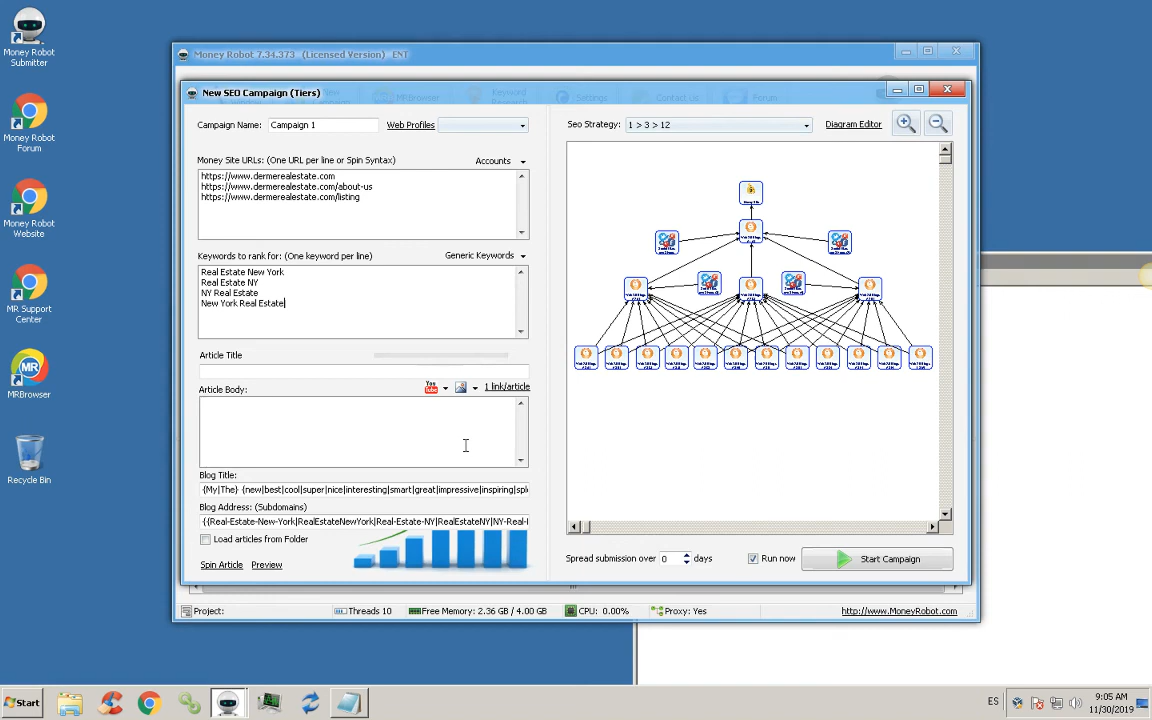 Money Robot
Submitter
Money Robot
Forum
Money Robot
Website
MR Support
Center
MRBrowser
Recycle Bin
Money Robot 7.34.373 (Licensed Version) ENT
New SEO Campaign (Tiers)
Campaign Name:
Campaign 1
Web Profiles
Seo Strategy:
1 > 3 > 12
Diagram Editor
Money Site URLs: (One URL per line or Spin Syntax)
Accounts
https://www.dermerealestate.com
https://www.dermerealestate.com/about-us
https://www.dermerealestate.com/listing
Keywords to rank for: (One keyword per line)
Generic Keywords
Real Estate New York
Real Estate NY
NY Real Estate
New York Real Estate
Article Title
Article Body:
You
Tube
1 link/article
Blog Title:
{My|The} {new|best|cool|super|nice|interesting|smart|great|impressive|inspiring|spl
Blog Address: (Subdomains)
{{Real-Estate-New-York|RealEstateNewYork|Real-Estate-NY|RealEstateNY|NY-Real-
Load articles from Folder
Spin Article
Preview
Spread submission over
0
days
Run now
Start Campaign
Project:
Threads 10
Free Memory: 2.36 GB / 4.00 GB
CPU: 0.00%
Proxy: Yes
http://www.MoneyRobot.com
Start
ES
9:05 AM
11/30/2019